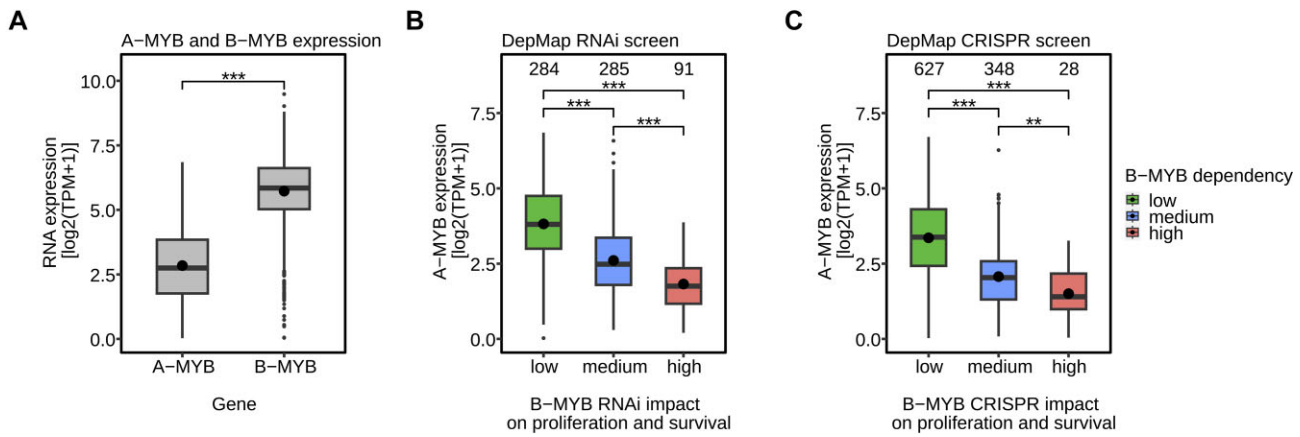 A
A−MYB and B−MYB expression
***
10.0
7.5
5.0
2.5
0.0
RNA expression
[log2(TPM+1)]
A−MYB
B−MYB
Gene
B
DepMap RNAi screen
284
285
91
***
***
***
7.5
5.0
2.5
0.0
A−MYB expression
[log2(TPM+1)]
low
medium
high
B−MYB RNAi impact
on proliferation and survival
C
DepMap CRISPR screen
627
348
28
***
***
**
7.5
5.0
2.5
0.0
A−MYB expression
[log2(TPM+1)]
low
medium
high
B−MYB CRISPR impact
on proliferation and survival
B−MYB dependency
low
medium
high